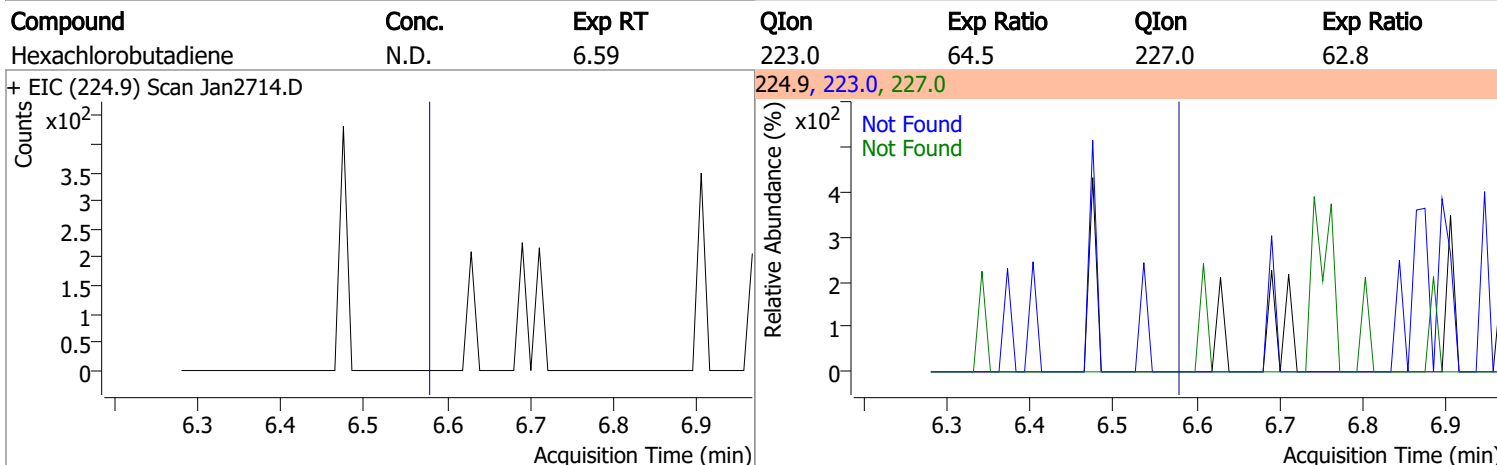 Compound Conc. Exp RT QIon Exp Ratio QIon Exp Ratio
Hexachlorobutadiene N.D. 6.59 223.0 64.5 227.0 62.8
+ EIC (224.9) Scan Jan2714.D
Counts
x10²
3.5
3
2.5
2
1.5
1
0.5
0
6.3 6.4 6.5 6.6 6.7 6.8 6.9
Acquisition Time (min)
224.9, 223.0, 227.0
Relative Abundance (%)
x10²
Not Found
Not Found
4
3
2
1
0
6.3 6.4 6.5 6.6 6.7 6.8 6.9
Acquisition Time (min)